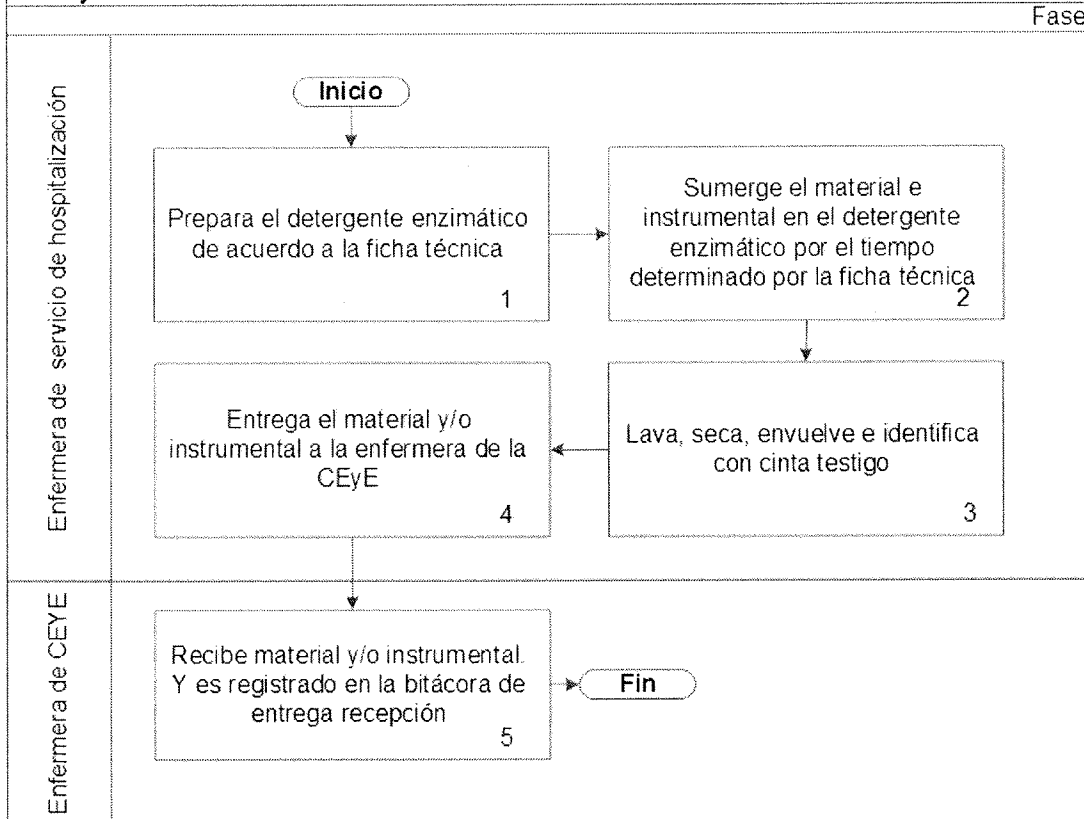 Fase
Enfermera de servicio de hospitalización
Inicio
Prepara el detergente enzimático
de acuerdo a la ficha técnica
1
Sumerge el material e
instrumental en el detergente
enzimático por el tiempo
determinado por la ficha técnica
2
Lava, seca, envuelve e identifica
con cinta testigo
3
Entrega el material y/o
instrumental a la enfermera de la
CEyE
4
Enfermera de CEYE
Recibe material y/o instrumental.
Y es registrado en la bitácora de
entrega recepción
5
Fin